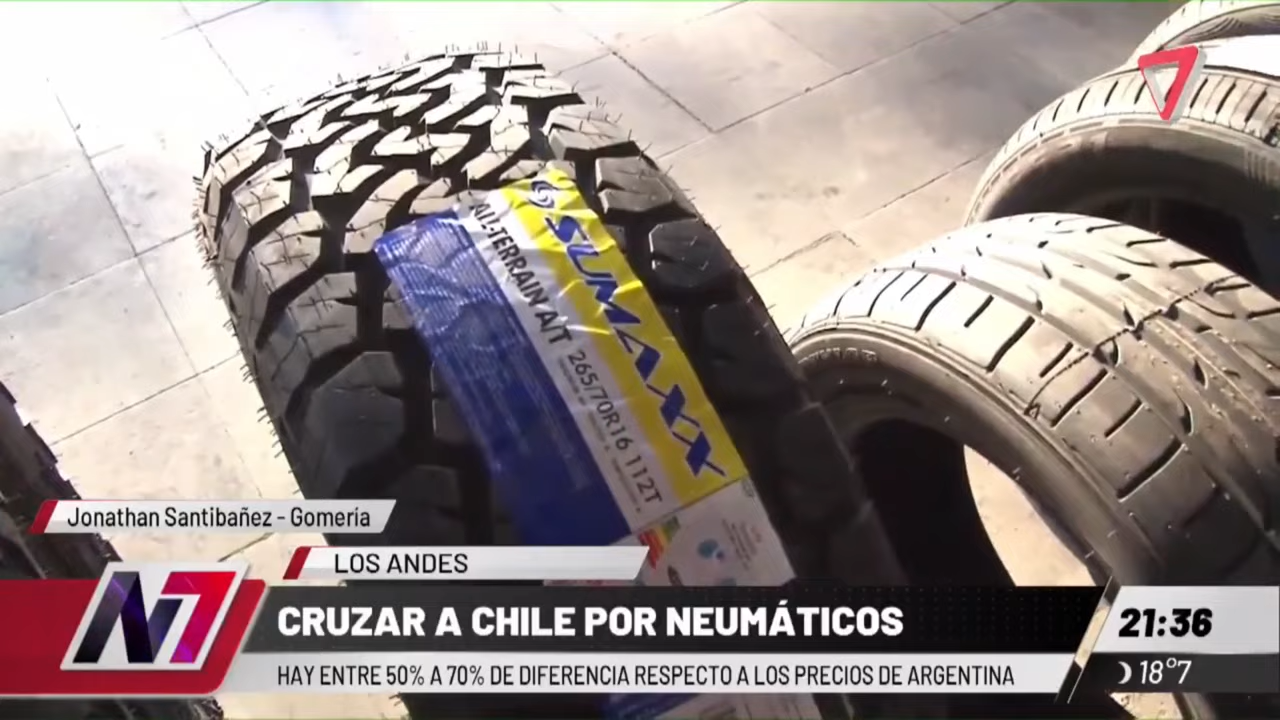 SUMAXX
ALL-TERRAIN A/T 265/70R16 112T
Jonathan Santibañez - Gomería
LOS ANDES
N7
CRUZAR A CHILE POR NEUMÁTICOS
HAY ENTRE 50% A 70% DE DIFERENCIA RESPECTO A LOS PRECIOS DE ARGENTINA
21:36
18°7